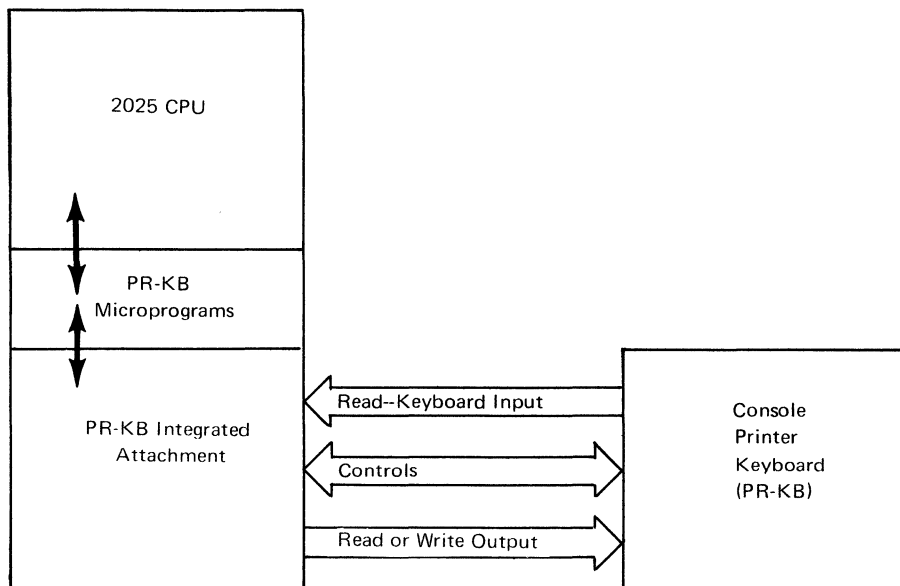 2025 CPU
PR-KB
Microprograms
PR-KB Integrated
Attachment
Read--Keyboard Input
Controls
Read or Write Output
Console
Printer
Keyboard
(PR-KB)